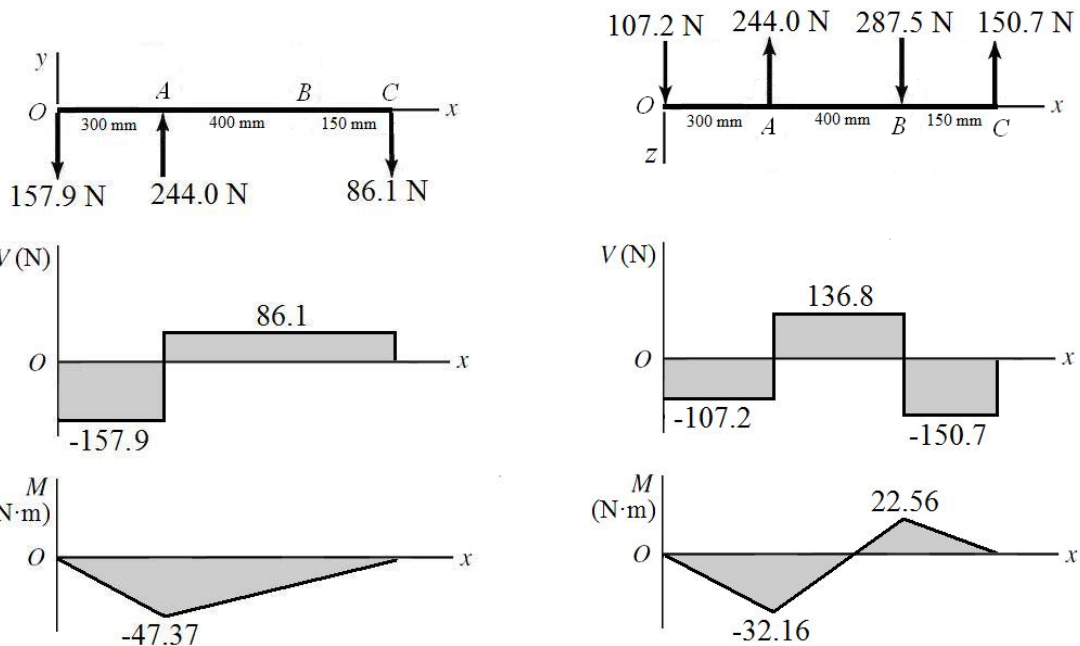 y
O
A
B
C
x
300 mm
400 mm
150 mm
157.9 N
244.0 N
86.1 N
V (N)
86.1
O
x
-157.9
M
(N·m)
O
x
-47.37
107.2 N
244.0 N
287.5 N
150.7 N
O
x
300 mm
A
400 mm
B
150 mm
C
z
V (N)
136.8
O
x
-107.2
-150.7
M
(N·m)
22.56
O
x
-32.16